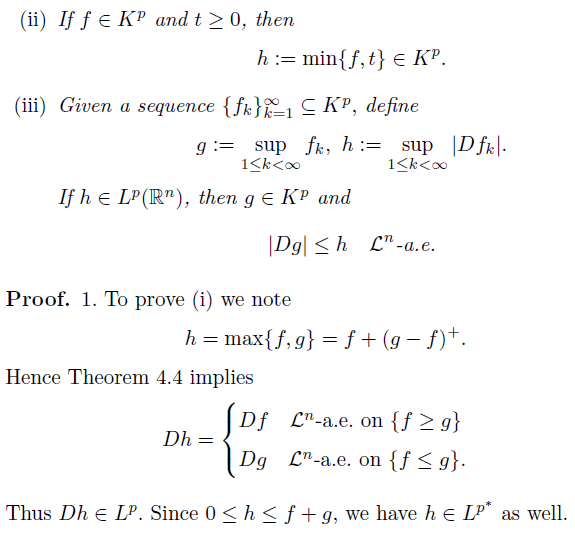 (ii) If f ∈ K^p and t ≥ 0, then
h := min{f, t} ∈ K^p.
(iii) Given a sequence {f_k}_{k=1}^∞ ⊆ K^p, define
g := sup_{1≤k<∞} f_k, h := sup_{1≤k<∞} |Df_k|.
If h ∈ L^p(ℝ^n), then g ∈ K^p and
|Dg| ≤ h ℒ^n-a.e.
Proof. 1. To prove (i) we note
h = max{f, g} = f + (g − f)^+.
Hence Theorem 4.4 implies
Dh = { Df ℒ^n-a.e. on {f ≥ g}
Dg ℒ^n-a.e. on {f ≤ g}.
Thus Dh ∈ L^p. Since 0 ≤ h ≤ f + g, we have h ∈ L^{p*} as well.